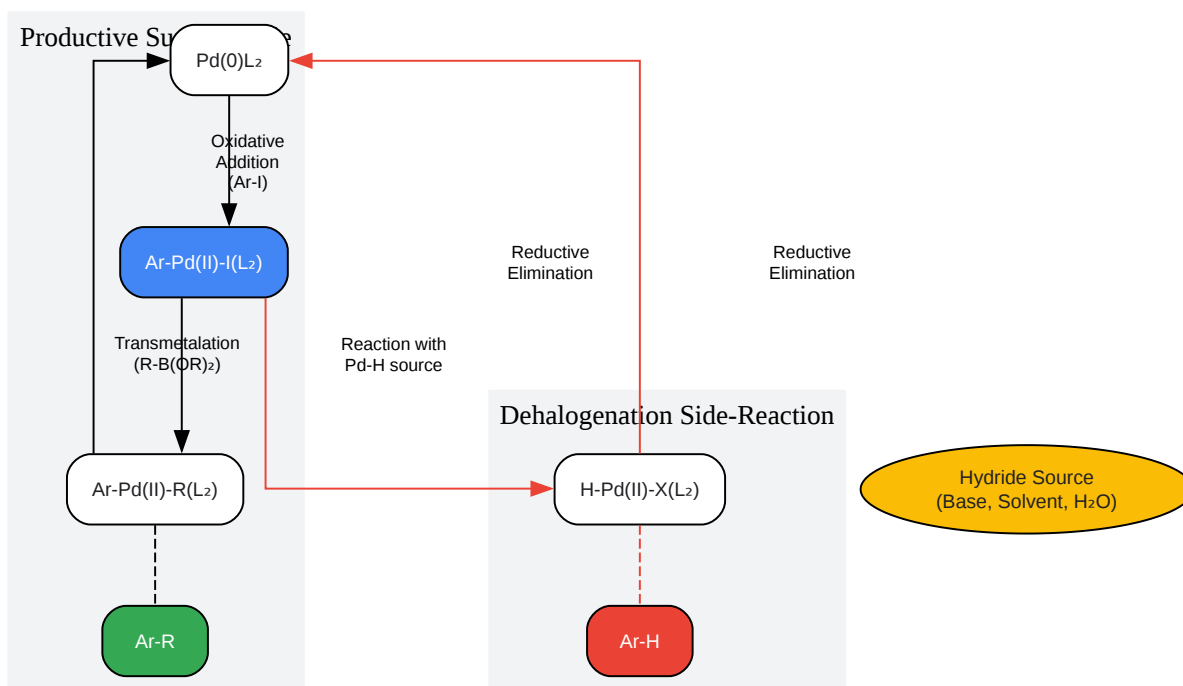 Productive
Pd(0)L₂
Oxidative
Addition
(Ar-I)
Ar-Pd(II)-I(L₂)
Reductive
Elimination
Reductive
Elimination
Transmetalation
(R-B(OR)₂)
Reaction with
Pd-H source
Dehalogenation Side-Reaction
Ar-Pd(II)-R(L₂)
H-Pd(II)-X(L₂)
Hydride Source
(Base, Solvent, H₂O)
Ar-R
Ar-H